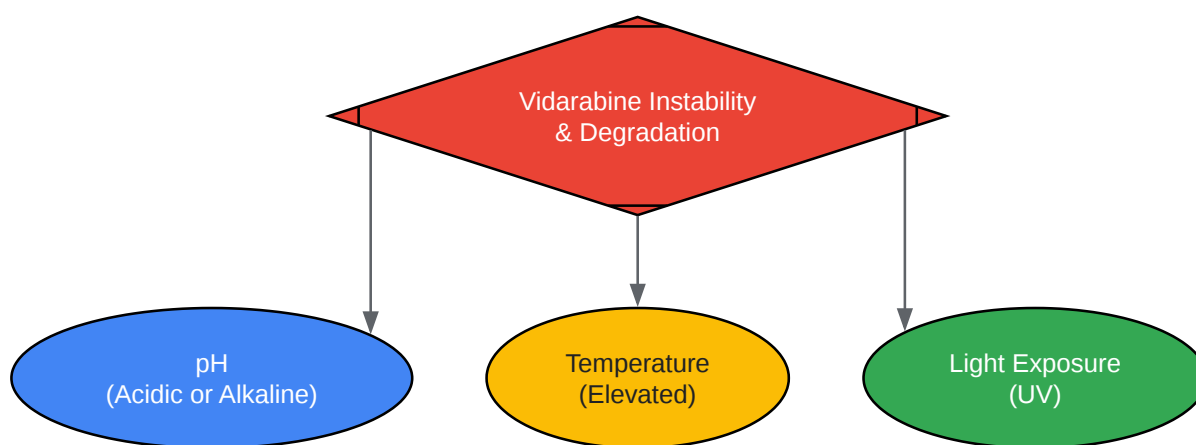 Vidarabine Instability
& Degradation
pH
(Acidic or Alkaline)
Temperature
(Elevated)
Light Exposure
(UV)